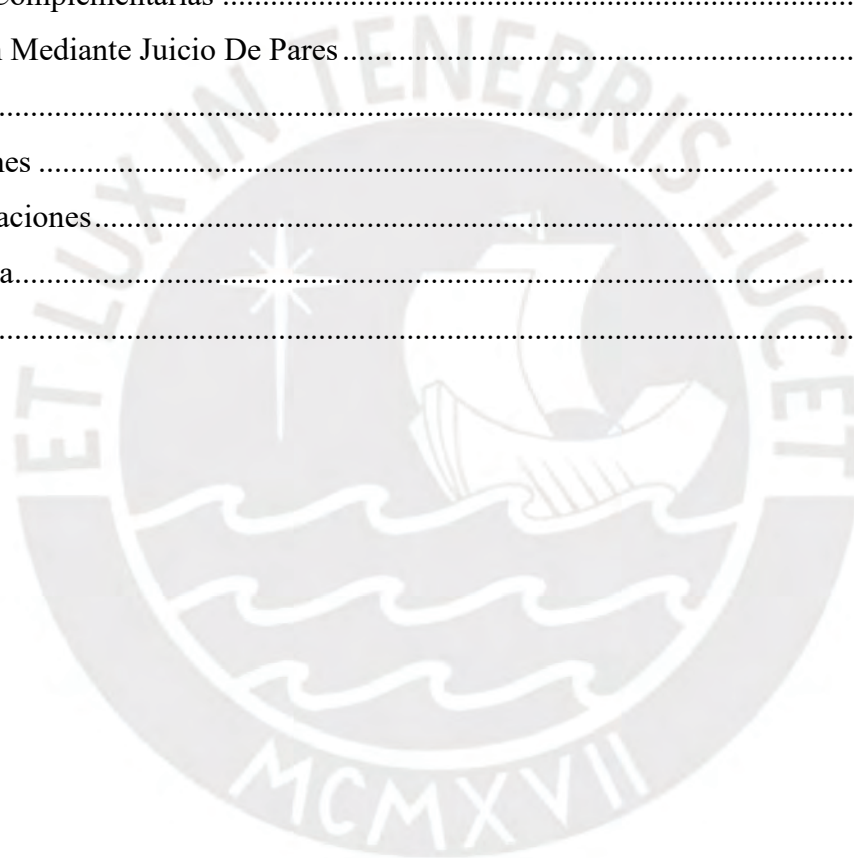 Complementarias ........................................................
n Mediante Juicio De Pares ........................................................
........................................................
nes ........................................................
aciones ........................................................
a ........................................................
........................................................
ET LUX IN TENEBRIS LUCET
MCMXVII